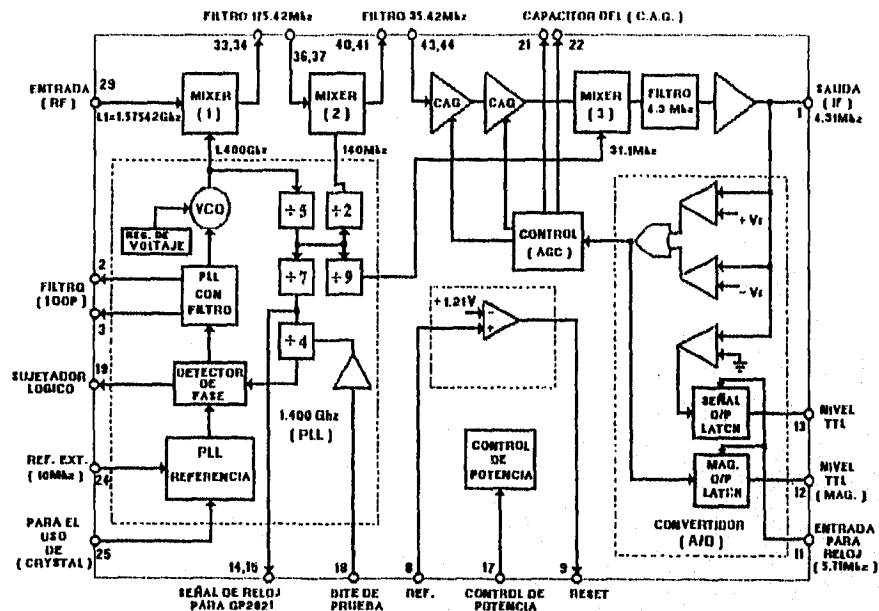 FILTRO 175.42Mhz
FILTRO 35.42Mhz
CAPACITOR DEL ( C.A.G. )
33,34
36,37
40,41
43,44
21
22
29
ENTRADA
( RF )
L1=1.57542Ghz
MIXER
( 1 )
MIXER
( 2 )
CAG
CAG
MIXER
( 3 )
FILTRO
4.3 Mhz
SALIDA
( IF )
4.31Mhz
1
1.400Ghz
140Mhz
31.1Mhz
VCO
REG. DE
VOLTAJE
÷5
÷2
÷7
÷9
÷4
CONTROL
( AGC )
+Vr
-Vr
2
FILTRO
(100P)
3
PLL
CON
FILTRO
+1.21V
-
+
19
SUJETADOR
LOGICO
DETECTOR
DE
FASE
1.400 Ghz
( PLL )
SEÑAL
O/P
LATCH
13
NIVEL
TTL
REF. EXT.
( 10Mhz )
24
PLL
REFERENCIA
CONTROL
DE
POTENCIA
MAG.
O/P
LATCH
12
NIVEL
TTL
(MAG.)
PARA EL
USO
DE
(CRYSTAL)
25
CONVERTIDOR
( A/D )
ENTRADA
PARA
RELOJ
(5.71Mhz)
11
14,15
18
8
17
9
SEÑAL DE RELOJ
PARA GP2021
BITE DE
PRUEBA
REF.
CONTROL DE
POTENCIA
RESET